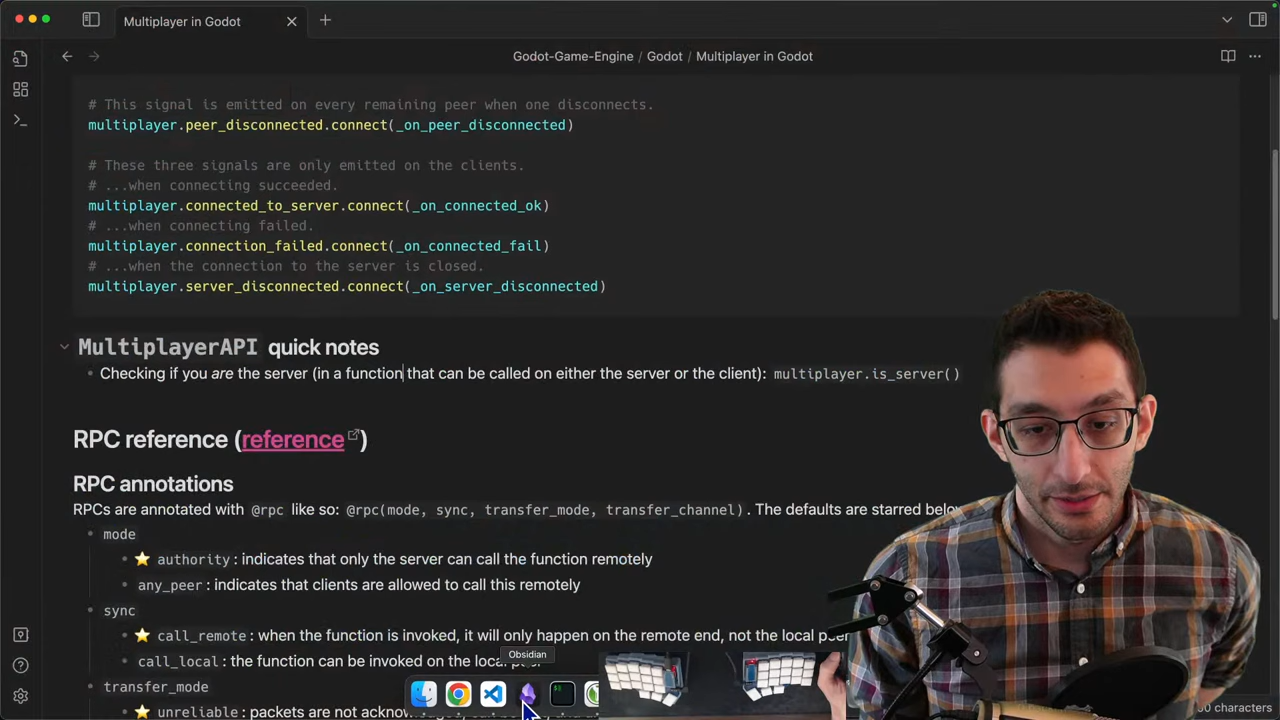 Multiplayer in Godot
Godot-Game-Engine / Godot / Multiplayer in Godot
# This signal is emitted on every remaining peer when one disconnects.
multiplayer.peer_disconnected.connect(_on_peer_disconnected)
# These three signals are only emitted on the clients.
# ...when connecting succeeded.
multiplayer.connected_to_server.connect(_on_connected_ok)
# ...when connecting failed.
multiplayer.connection_failed.connect(_on_connected_fail)
# ...when the connection to the server is closed.
multiplayer.server_disconnected.connect(_on_server_disconnected)
MultiplayerAPI quick notes
Checking if you are the server (in a function that can be called on either the server or the client): multiplayer.is_server()
RPC reference (reference)
RPC annotations
RPCs are annotated with @rpc like so: @rpc(mode, sync, transfer_mode, transfer_channel). The defaults are starred
mode
authority: indicates that only the server can call the function remotely
any_peer: indicates that clients are allowed to call this remotely
sync
call_remote: when the function is invoked, it will only happen on the remote end, not the local peer
call_local: the function can be invoked on the local
Obsidian
transfer_mode
unreliable: packets are not
characters